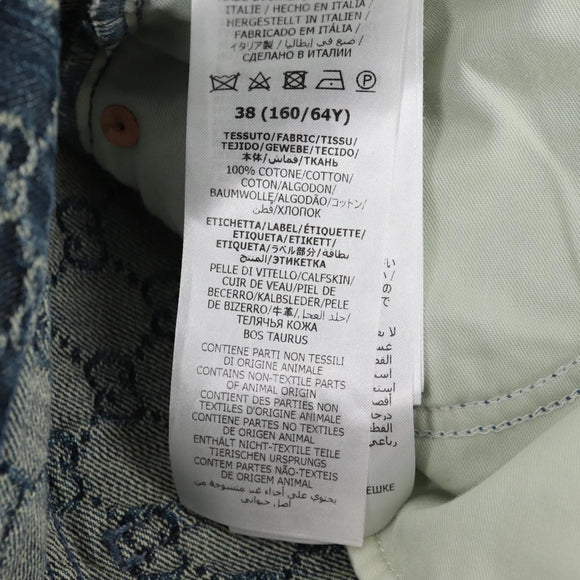 ITALIE / HECHO EN ITALIA /
HERGESTELLT IN ITALIEN /
FABRICADO EM ITÁLIA /
イタリア製 / صنع في إيطاليا /
СДЕЛАНО В ИТАЛИИ
P
38 (160/64Y)
TESSUTO/FABRIC/TISSU/
TEJIDO/GEWEBE/TECIDO/
本体/قماش/ТКАНЬ
100% COTONE/COTTON/
COTON/ALGODON/
BAUMWOLLE/ALGODÃO/コットン/
قطن/ХЛОПОК
ETICHETTA/LABEL/ÉTIQUETTE/
ETIQUETA/ETIKETT/
ETIQUETA/ラベル部分/بطاقة
المنتج/ЭТИКЕТКА
PELLE DI VITELLO/CALFSKIN/
CUIR DE VEAU/PIEL DE
BECERRO/KALBSLEDER/PELE
DE BIZERRO/牛革/جلد العجل/
ТЕЛЯЧЬЯ КОЖА
BOS TAURUS
CONTIENE PARTI NON TESSILI
DI ORIGINE ANIMALE
CONTAINS NON-TEXTILE PARTS
OF ANIMAL ORIGIN
CONTIENT DES PARTIES NON
TEXTILES D'ORIGINE ANIMALE
CONTIENE PARTES NO TEXTILES
DE ORIGEN ANIMAL
ENTHÄLT NICHT-TEXTILE TEILE
TIERISCHEN URSPRUNGS
CONTEM PARTES NÃO-TEXTEIS
DE ORIGEM ANIMAL
يحتوي على أجزاء غير منسوجة من
أصل حيواني